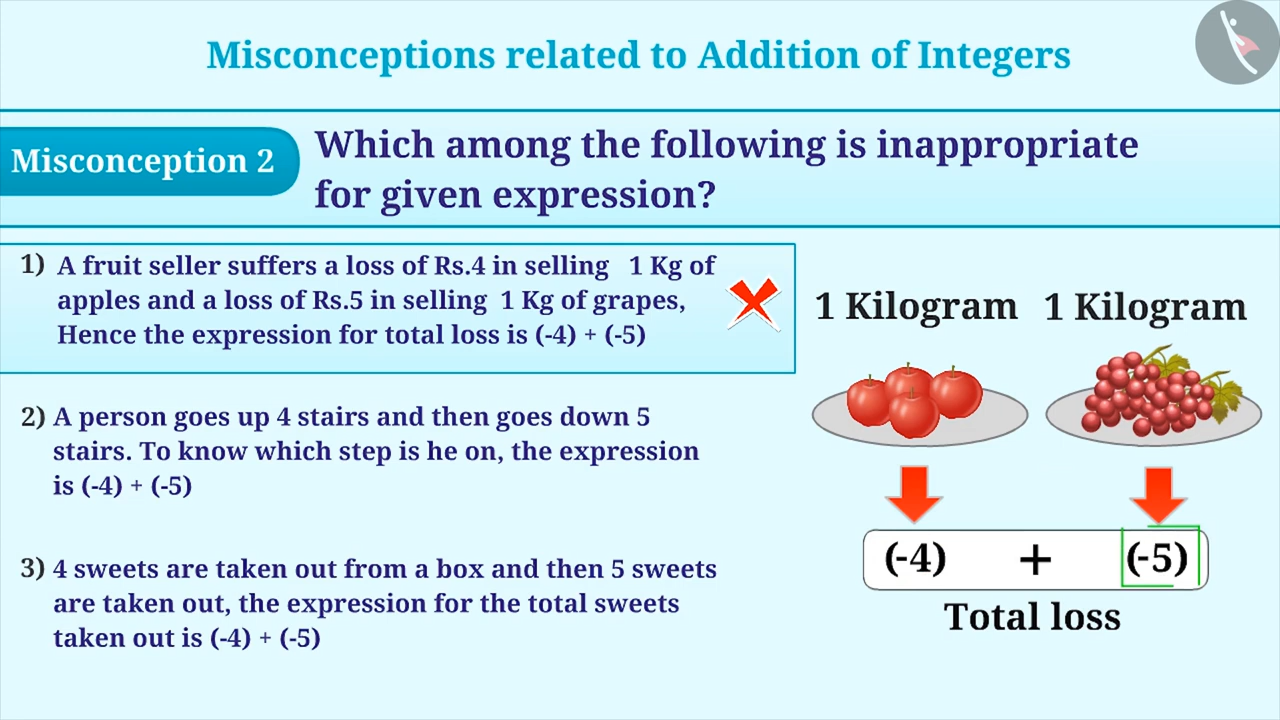 Misconceptions related to Addition of Integers
Misconception 2
Which among the following is inappropriate
for given expression?
1) A fruit seller suffers a loss of Rs.4 in selling 1 Kg of
apples and a loss of Rs.5 in selling 1 Kg of grapes,
Hence the expression for total loss is (-4) + (-5)
2) A person goes up 4 stairs and then goes down 5
stairs. To know which step is he on, the expression
is (-4) + (-5)
3) 4 sweets are taken out from a box and then 5 sweets
are taken out, the expression for the total sweets
taken out is (-4) + (-5)
1 Kilogram 1 Kilogram
(-4) + (-5)
Total loss